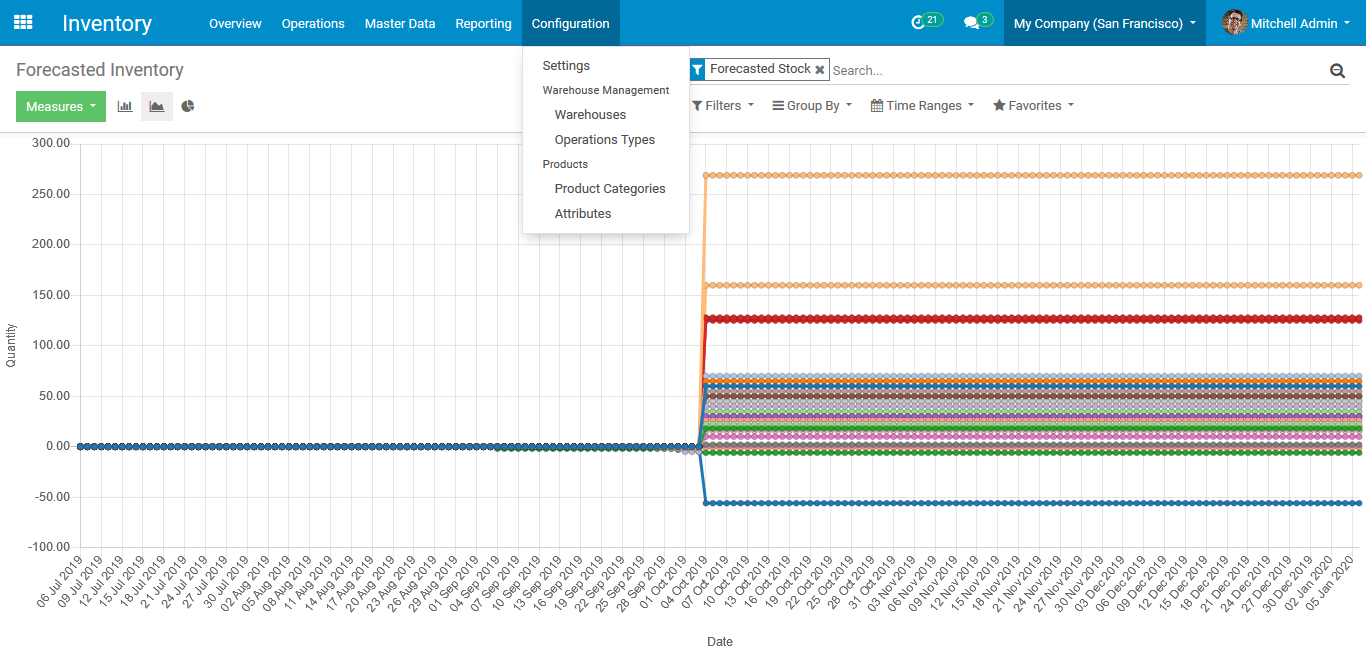 Inventory Overview Operations Master Data Reporting Configuration 21 3 My Company (San Francisco) Mitchell Admin
Forecasted Inventory
Forecasted Stock Search...
Measures
Filters Group By Time Ranges Favorites
Settings
Warehouse Management
Warehouses
Operations Types
Products
Product Categories
Attributes
300.00
250.00
200.00
150.00
100.00
50.00
0.00
-50.00
-100.00
Quantity
06 Jul 2019
09 Jul 2019
12 Jul 2019
15 Jul 2019
18 Jul 2019
21 Jul 2019
24 Jul 2019
27 Jul 2019
30 Jul 2019
02 Aug 2019
05 Aug 2019
08 Aug 2019
11 Aug 2019
14 Aug 2019
17 Aug 2019
20 Aug 2019
23 Aug 2019
26 Aug 2019
29 Aug 2019
01 Sep 2019
04 Sep 2019
07 Sep 2019
10 Sep 2019
13 Sep 2019
16 Sep 2019
19 Sep 2019
22 Sep 2019
25 Sep 2019
28 Sep 2019
01 Oct 2019
04 Oct 2019
07 Oct 2019
10 Oct 2019
13 Oct 2019
16 Oct 2019
19 Oct 2019
22 Oct 2019
25 Oct 2019
28 Oct 2019
31 Oct 2019
03 Nov 2019
06 Nov 2019
09 Nov 2019
12 Nov 2019
15 Nov 2019
18 Nov 2019
21 Nov 2019
24 Nov 2019
27 Nov 2019
30 Nov 2019
03 Dec 2019
06 Dec 2019
09 Dec 2019
12 Dec 2019
15 Dec 2019
18 Dec 2019
21 Dec 2019
24 Dec 2019
27 Dec 2019
30 Dec 2019
02 Jan 2020
05 Jan 2020
Date